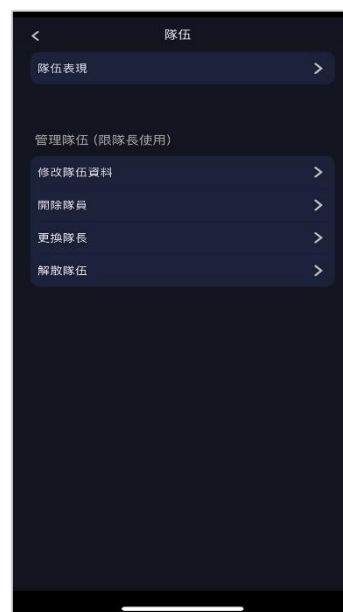 隊伍
隊伍表現
管理隊伍 (限隊長使用)
修改隊伍資料
開除隊員
更換隊長
解散隊伍